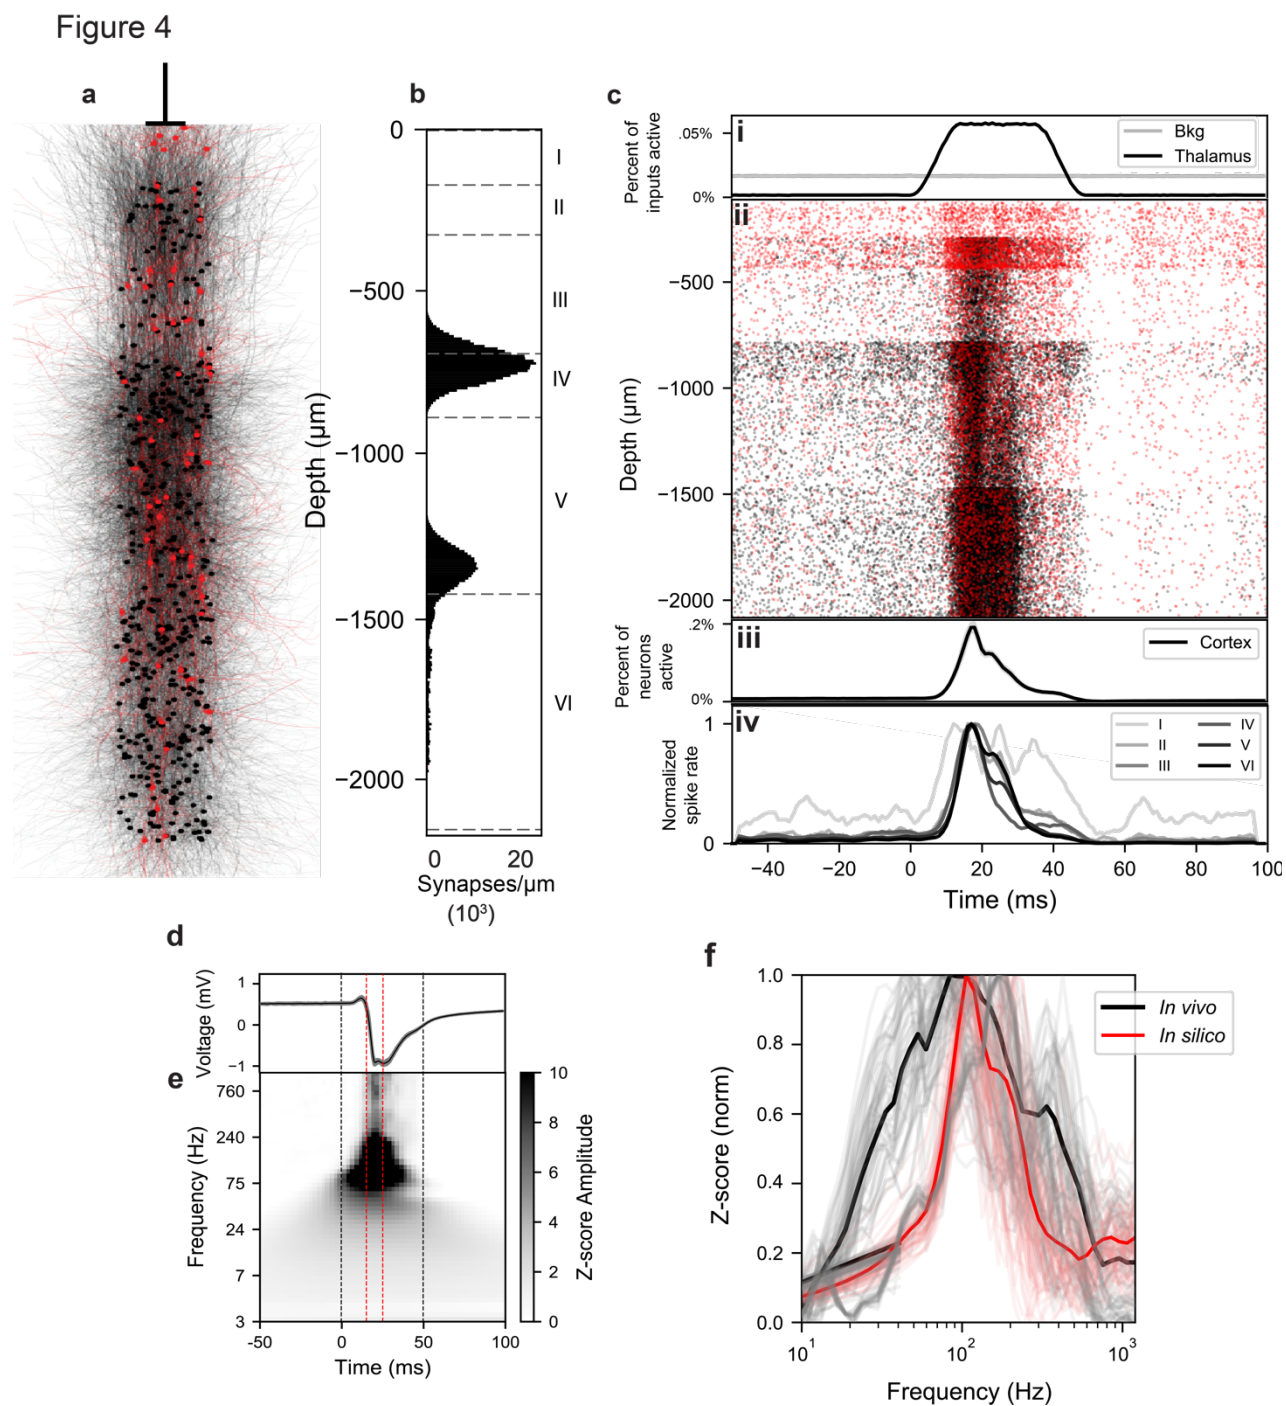 Figure 4
a
b
c
0
−500
−1000
−1500
−2000
Depth (µm)
I
II
III
IV
V
VI
0
20
Synapses/µm
(10³)
i
Percent of
inputs active
.05%
0%
Bkg
Thalamus
ii
Depth (µm)
−500
−1000
−1500
−2000
iii
Percent of
neurons
active
.2%
0%
Cortex
iv
Normalized
spike rate
1
0
I
II
III
IV
V
VI
−40
−20
0
20
40
60
80
100
Time (ms)
d
Voltage (mV)
1
0
−1
e
Frequency (Hz)
760
240
75
24
7
3
-50
0
50
100
Time (ms)
10
8
6
4
2
0
Z-score Amplitude
f
Z-score (norm)
1.0
0.8
0.6
0.4
0.2
0.0
In vivo
In silico
10¹
10²
10³
Frequency (Hz)